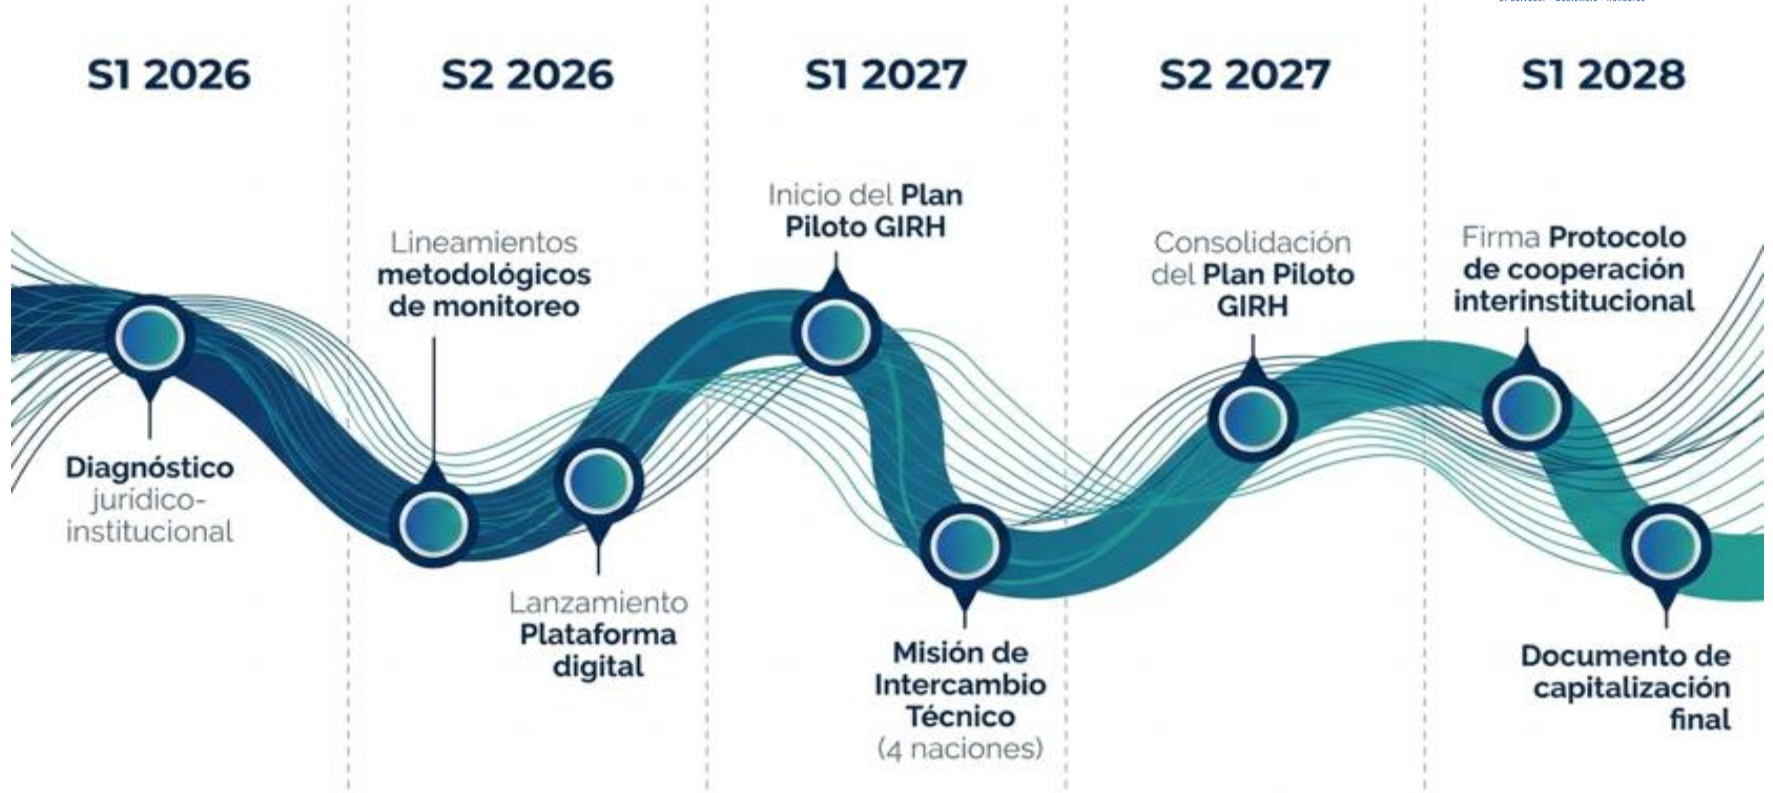 S1 2026
S2 2026
S1 2027
S2 2027
S1 2028
Diagnóstico
jurídico-
institucional
Lineamientos
metodológicos
de monitoreo
Lanzamiento
Plataforma
digital
Inicio del Plan
Piloto GIRH
Misión de
Intercambio
Técnico
(4 naciones)
Consolidación
del Plan Piloto
GIRH
Firma Protocolo
de cooperación
interinstitucional
Documento de
capitalización
final